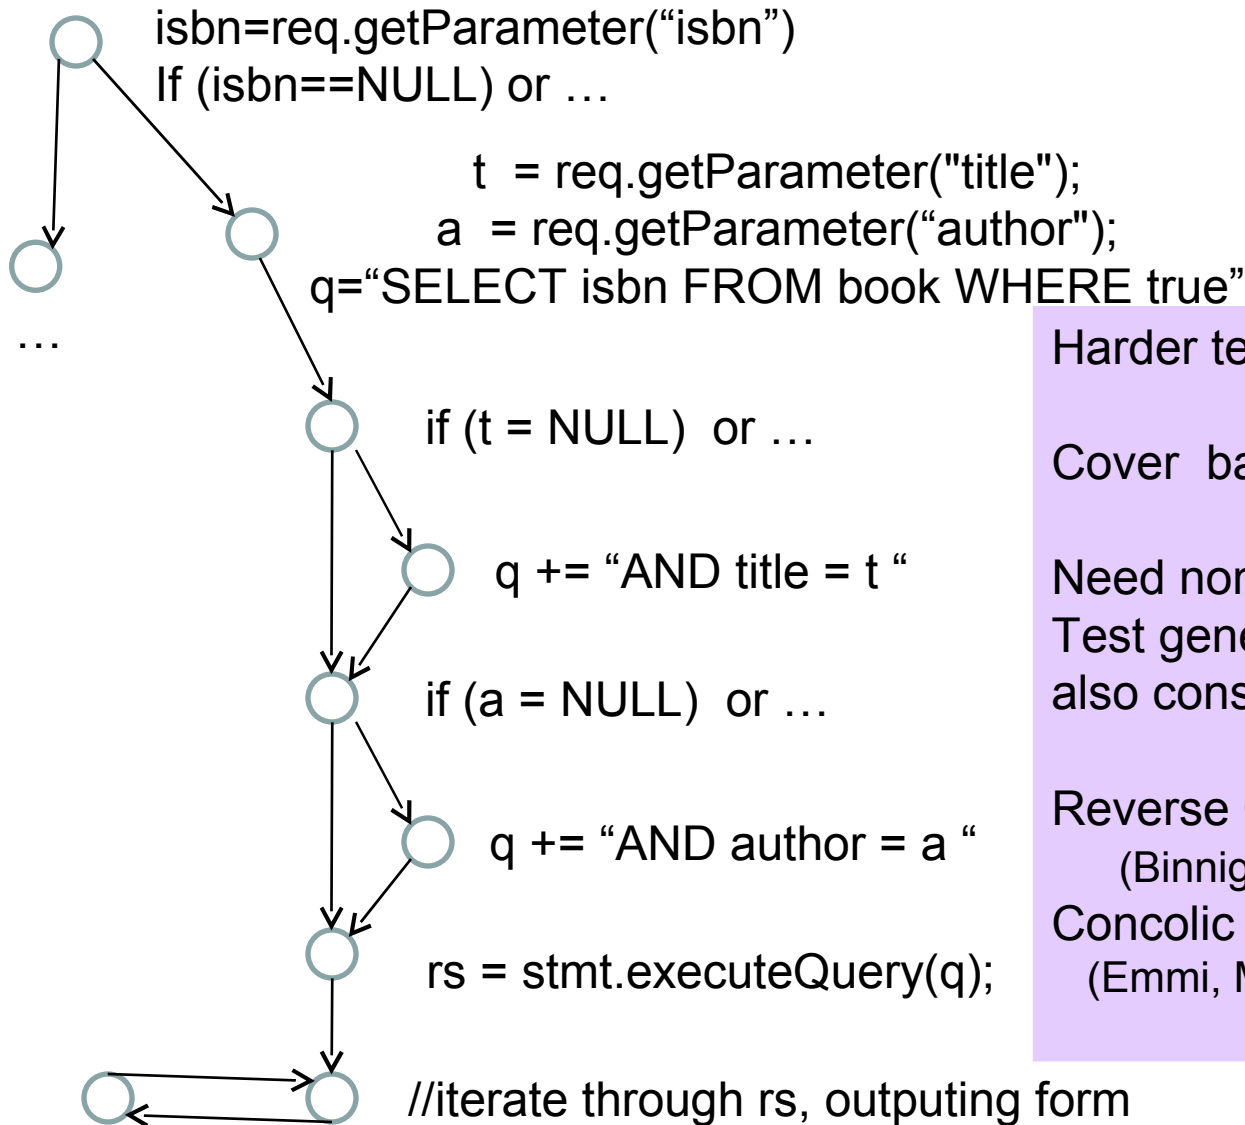 isbn=req.getParameter(“isbn”)
If (isbn==NULL) or …
t = req.getParameter("title");
a = req.getParameter(“author");
q=“SELECT isbn FROM book WHERE true”
…
if (t = NULL) or …
q += “AND title = t “
if (a = NULL) or …
q += “AND author = a “
rs = stmt.executeQuery(q);
//iterate through rs, outputing form
Harder
Cover
Need
Test
also
Reverse
Concolic
(Emmi,